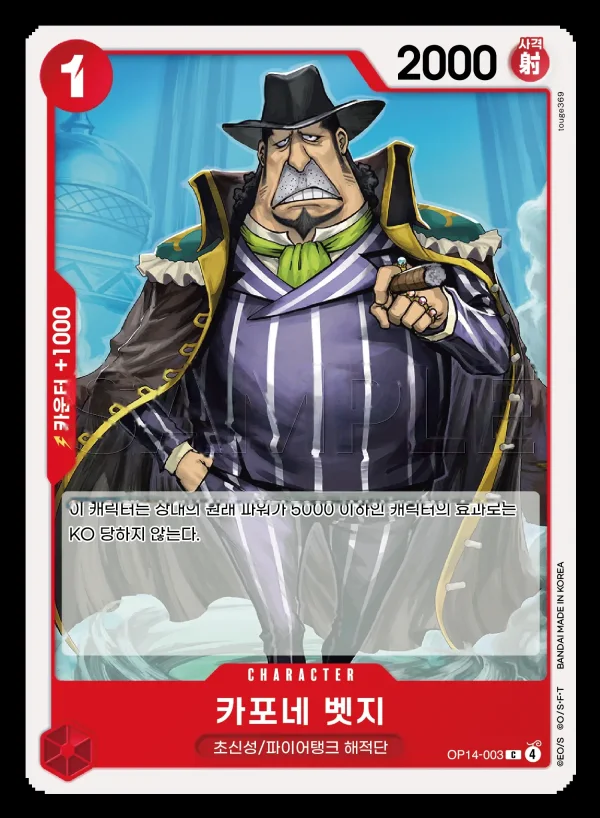 1
2000
사격
射
touge369
카운터 +1000
SAMPLE
이 캐릭터는 상대의 원래 파워가 5000 이하인 캐릭터의 효과로는
KO 당하지 않는다.
CHARACTER
카포네 벳지
초신성/파이어탱크 해적단
OP14-003 C 4
©EO/S ©O/S·F·T BANDAI MADE IN KOREA